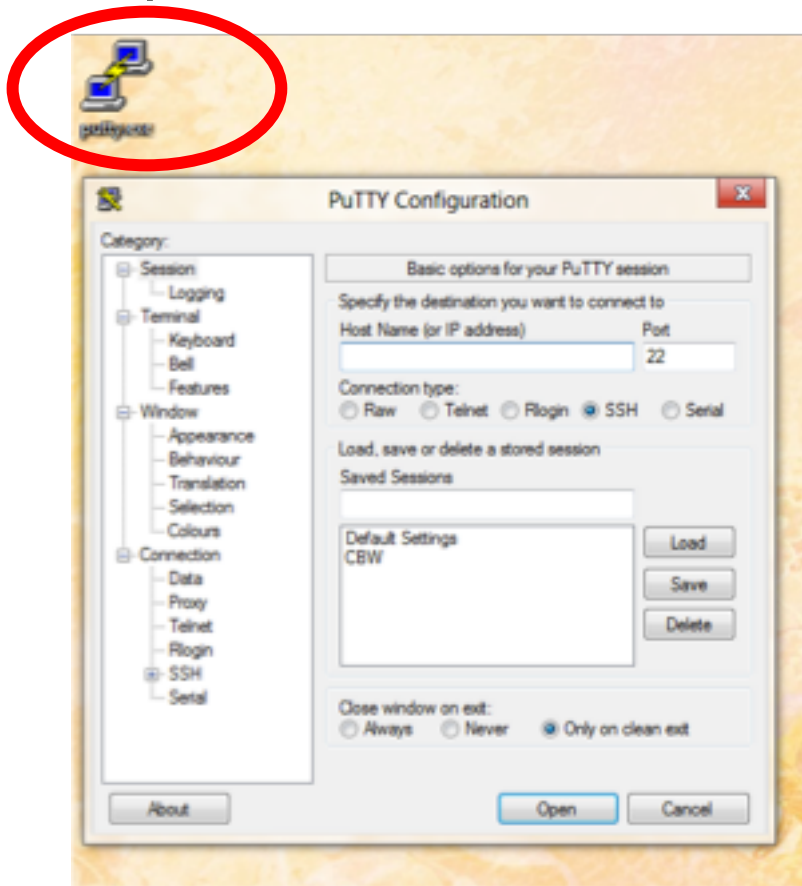 putty.exe
PuTTY Configuration
Category:
Session
Logging
Terminal
Keyboard
Bell
Features
Window
Appearance
Behaviour
Translation
Selection
Colours
Connection
Data
Proxy
Telnet
Rlogin
SSH
Serial
Basic options for your PuTTY session
Specify the destination you want to connect to
Host Name (or IP address) Port
22
Connection type:
Raw Telnet Rlogin SSH Serial
Load, save or delete a stored session
Saved Sessions
Default Settings
CBW
Load
Save
Delete
Close window on exit:
Always Never Only on clean exit
About Open Cancel